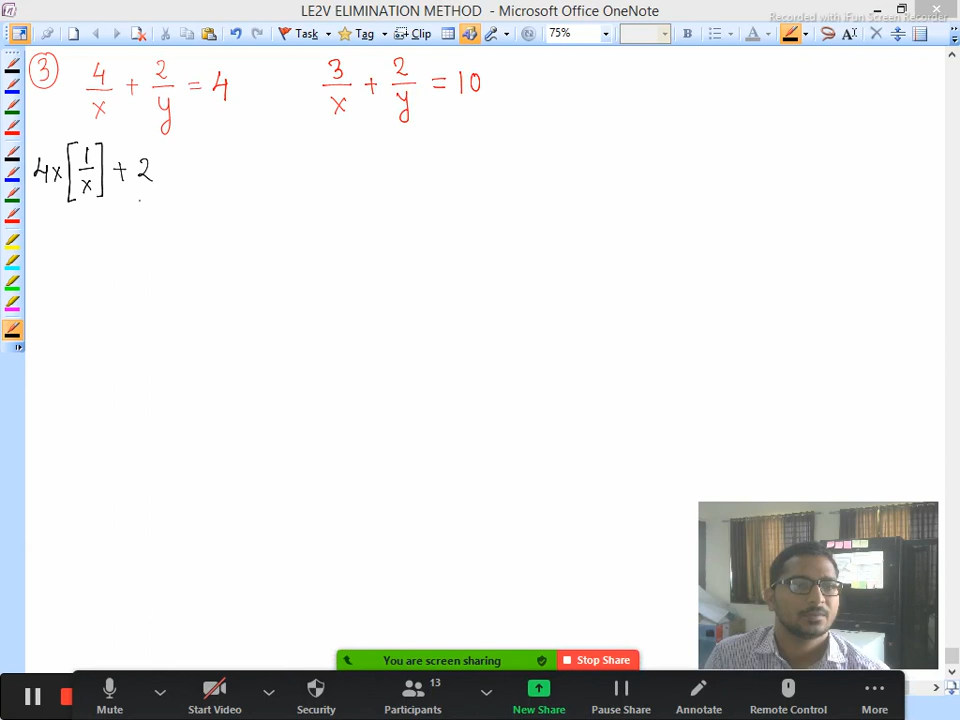 LE2V ELIMINATION METHOD - Microsoft Office OneNote
Recorded with iFun Screen Recorder
Task Tag Clip 75% B A
③ 4/x + 2/y = 4 3/x + 2/y = 10
4×[1/x] + 2
You are screen sharing Stop Share
13
Mute Start Video Security Participants New Share Pause Share Annotate Remote Control More